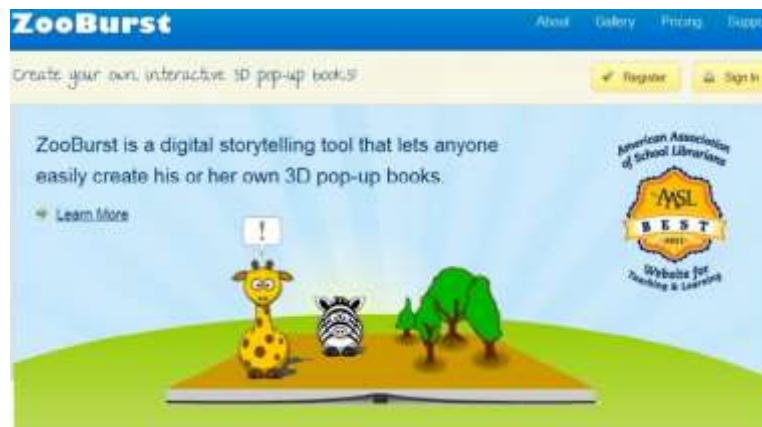 ZooBurst
About Gallery Pricing
Create your own interactive 3D pop-up books!
Register Sign In
ZooBurst is a digital storytelling tool that lets anyone
easily create his or her own 3D pop-up books.
Learn More
!
American Association
of School Librarians
AASL
BEST
Website for
Teaching & Learning